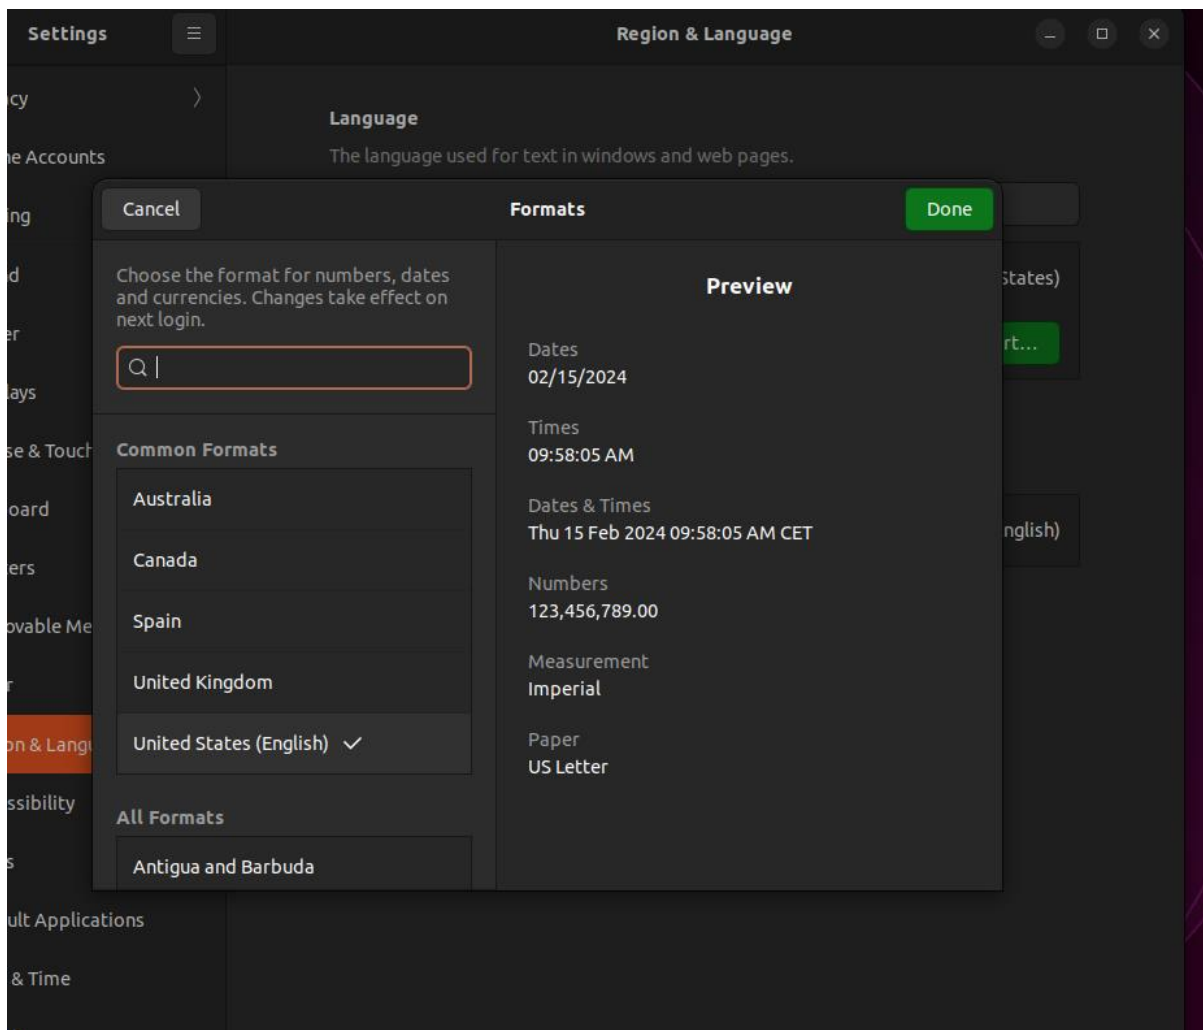 Settings
Region & Language
Language
The language used for text in windows and web pages.
Cancel
Formats
Done
Choose the format for numbers, dates
and currencies. Changes take effect on
next login.
Common Formats
Australia
Canada
Spain
United Kingdom
United States (English)
All Formats
Antigua and Barbuda
Preview
Dates
02/15/2024
Times
09:58:05 AM
Dates & Times
Thu 15 Feb 2024 09:58:05 AM CET
Numbers
123,456,789.00
Measurement
Imperial
Paper
US Letter
States)
rt...
nglish)
cy
ne Accounts
ing
d
er
lays
se & Touch
oard
ers
ovable Me
r
on & Langu
ssibility
s
ult Applications
& Time